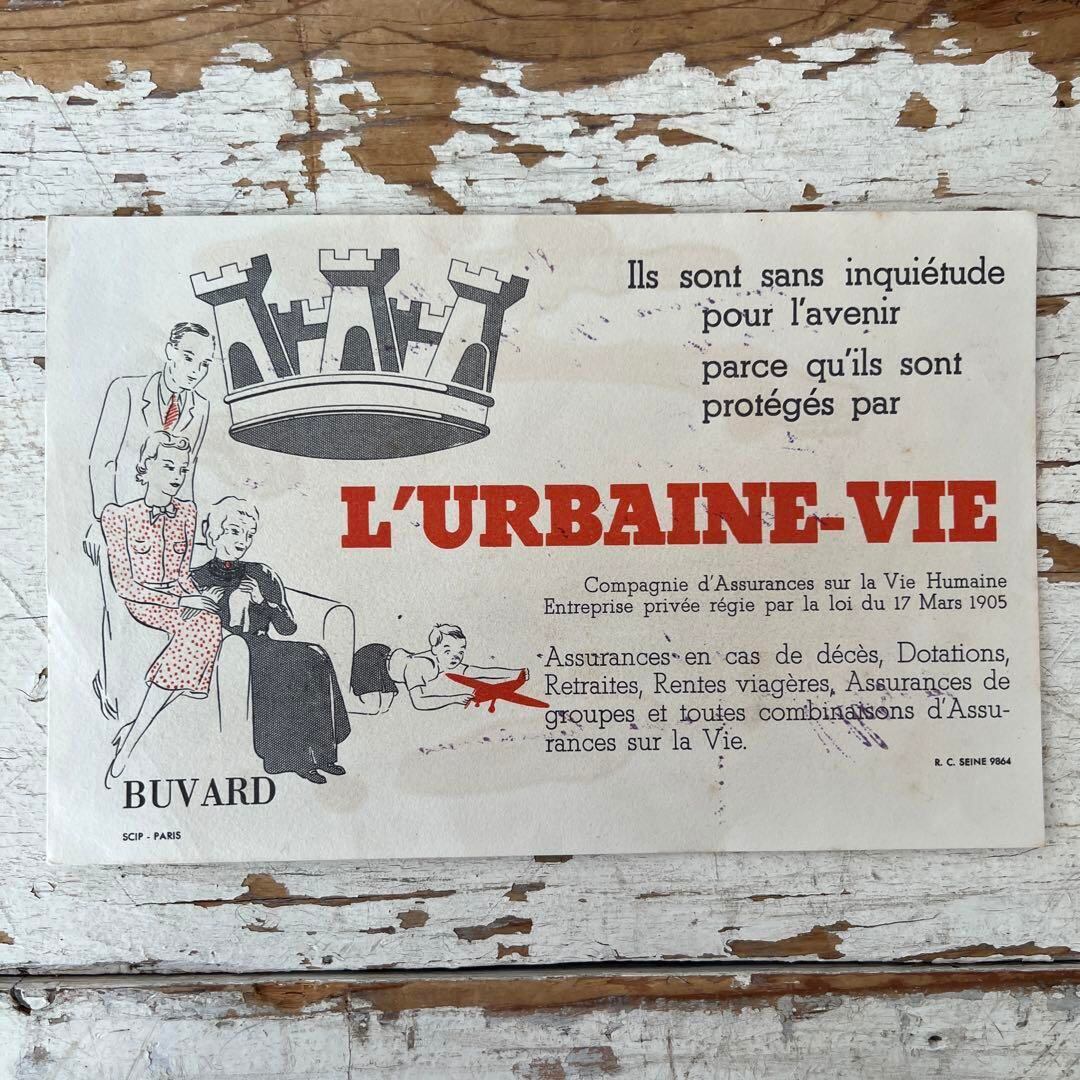 Ils sont sans inquiétude
pour l'avenir
parce qu'ils sont
protégés par
L'URBAINE-VIE
Compagnie d'Assurances sur la Vie Humaine
Entreprise privée régie par la loi du 17 Mars 1905
Assurances en cas de décès, Dotations,
Retraites, Rentes viagères, Assurances de
groupes et toutes combinaisons d'Assu-
rances sur la Vie.
R. C. SEINE 9864
BUVARD
SCIP - PARIS